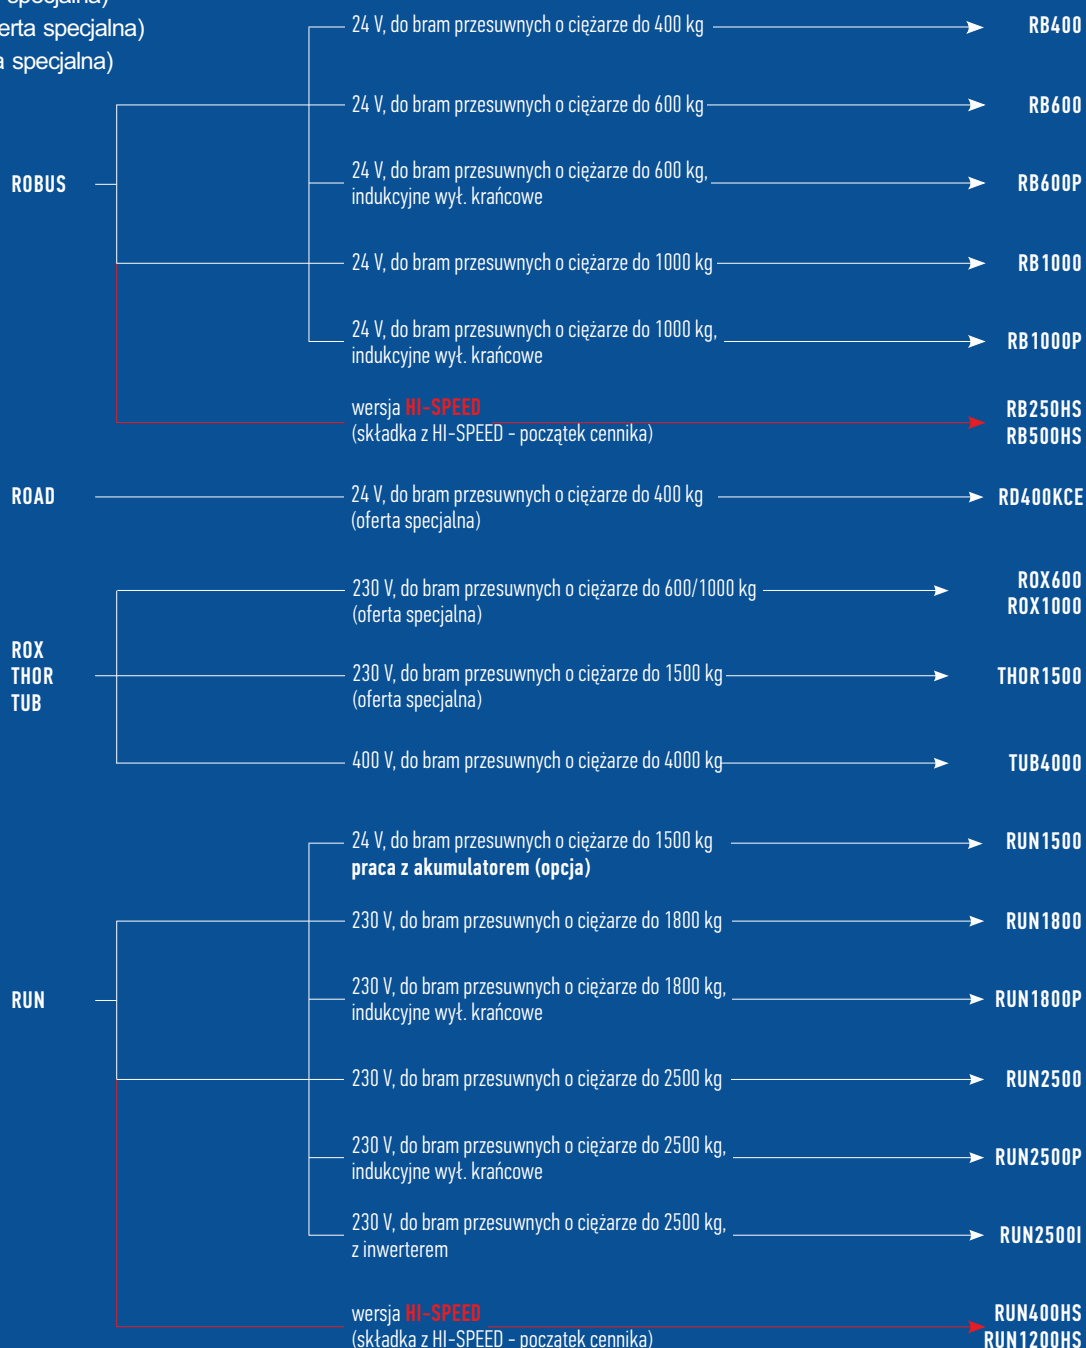 specjalna)
erta specjalna)
a specjalna)
24 V, do bram przesuwnych o ciężarze do 400 kg
RB400
24 V, do bram przesuwnych o ciężarze do 600 kg
RB600
ROBUS
24 V, do bram przesuwnych o ciężarze do 600 kg,
indukcyjne wył. krańcowe
RB600P
24 V, do bram przesuwnych o ciężarze do 1000 kg
RB1000
24 V, do bram przesuwnych o ciężarze do 1000 kg,
indukcyjne wył. krańcowe
RB1000P
wersja HI-SPEED
(składka z HI-SPEED - początek cennika)
RB250HS
RB500HS
ROAD
24 V, do bram przesuwnych o ciężarze do 400 kg
(oferta specjalna)
RD400KCE
230 V, do bram przesuwnych o ciężarze do 600/1000 kg
(oferta specjalna)
ROX600
ROX1000
ROX
THOR
TUB
230 V, do bram przesuwnych o ciężarze do 1500 kg
(oferta specjalna)
THOR1500
400 V, do bram przesuwnych o ciężarze do 4000 kg
TUB4000
24 V, do bram przesuwnych o ciężarze do 1500 kg
praca z akumulatorem (opcja)
RUN1500
230 V, do bram przesuwnych o ciężarze do 1800 kg
RUN1800
RUN
230 V, do bram przesuwnych o ciężarze do 1800 kg,
indukcyjne wył. krańcowe
RUN1800P
230 V, do bram przesuwnych o ciężarze do 2500 kg
RUN2500
230 V, do bram przesuwnych o ciężarze do 2500 kg,
indukcyjne wył. krańcowe
RUN2500P
230 V, do bram przesuwnych o ciężarze do 2500 kg,
z inwerterem
RUN2500I
wersja HI-SPEED
(składka z HI-SPEED - początek cennika)
RUN400HS
RUN1200HS